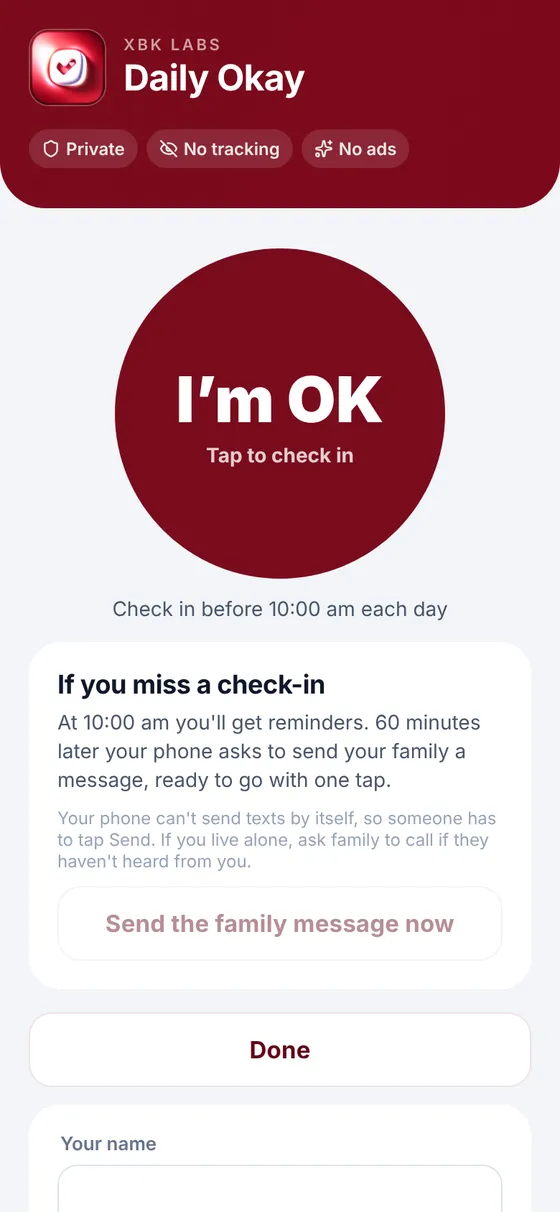 XBK LABS
Daily Okay
Private
No tracking
No ads
I’m OK
Tap to check in
Check in before 10:00 am each day
If you miss a check-in
At 10:00 am you'll get reminders. 60 minutes
later your phone asks to send your family a
message, ready to go with one tap.
Your phone can't send texts by itself, so someone has
to tap Send. If you live alone, ask family to call if they
haven't heard from you.
Send the family message now
Done
Your name